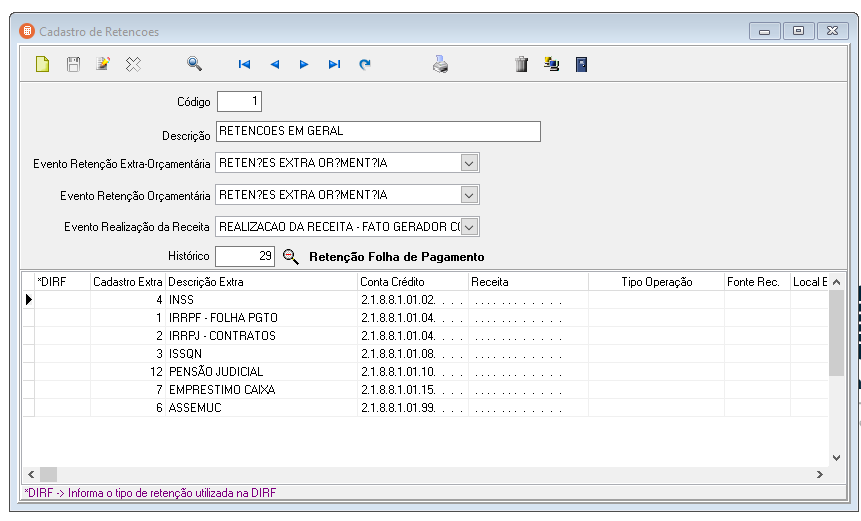 Cadastro de Retencoes
Código 1
Descrição RETENCOES EM GERAL
Evento Retenção Extra-Orçamentária RETEN?ES EXTRA OR?MENT?IA
Evento Retenção Orçamentária RETEN?ES EXTRA OR?MENT?IA
Evento Realização da Receita REALIZACAO DA RECEITA - FATO GERADOR C(
Histórico 29 Retenção Folha de Pagamento
*DIRF Cadastro Extra Descrição Extra Conta Crédito Receita Tipo Operação Fonte Rec. Local E
4 INSS 2.1.8.8.1.01.02. . . . . . . . . . . . . . . .
1 IRRPF - FOLHA PGTO 2.1.8.8.1.01.04. . . . . . . . . . . . . . . .
2 IRRPJ - CONTRATOS 2.1.8.8.1.01.04. . . . . . . . . . . . . . . .
3 ISSQN 2.1.8.8.1.01.08. . . . . . . . . . . . . . . .
12 PENSÃO JUDICIAL 2.1.8.8.1.01.10. . . . . . . . . . . . . . . .
7 EMPRESTIMO CAIXA 2.1.8.8.1.01.15. . . . . . . . . . . . . . . .
6 ASSEMUC 2.1.8.8.1.01.99. . . . . . . . . . . . . . . .
*DIRF -> Informa o tipo de retenção utilizada na DIRF